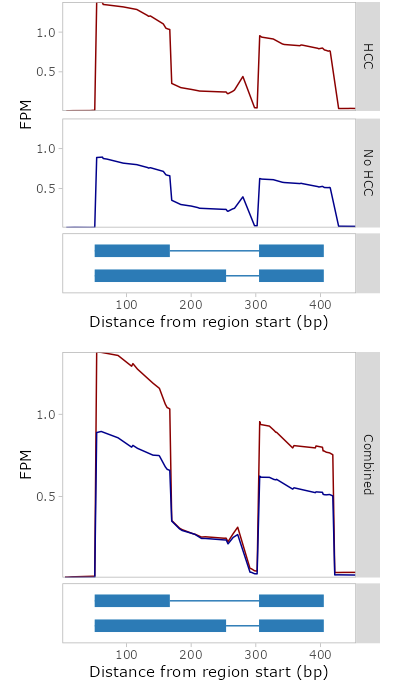 1.0
0.5
HCC
FPM
1.0
0.5
No HCC
100 200 300 400
Distance from region start (bp)
1.0
0.5
FPM
Combined
100 200 300 400
Distance from region start (bp)